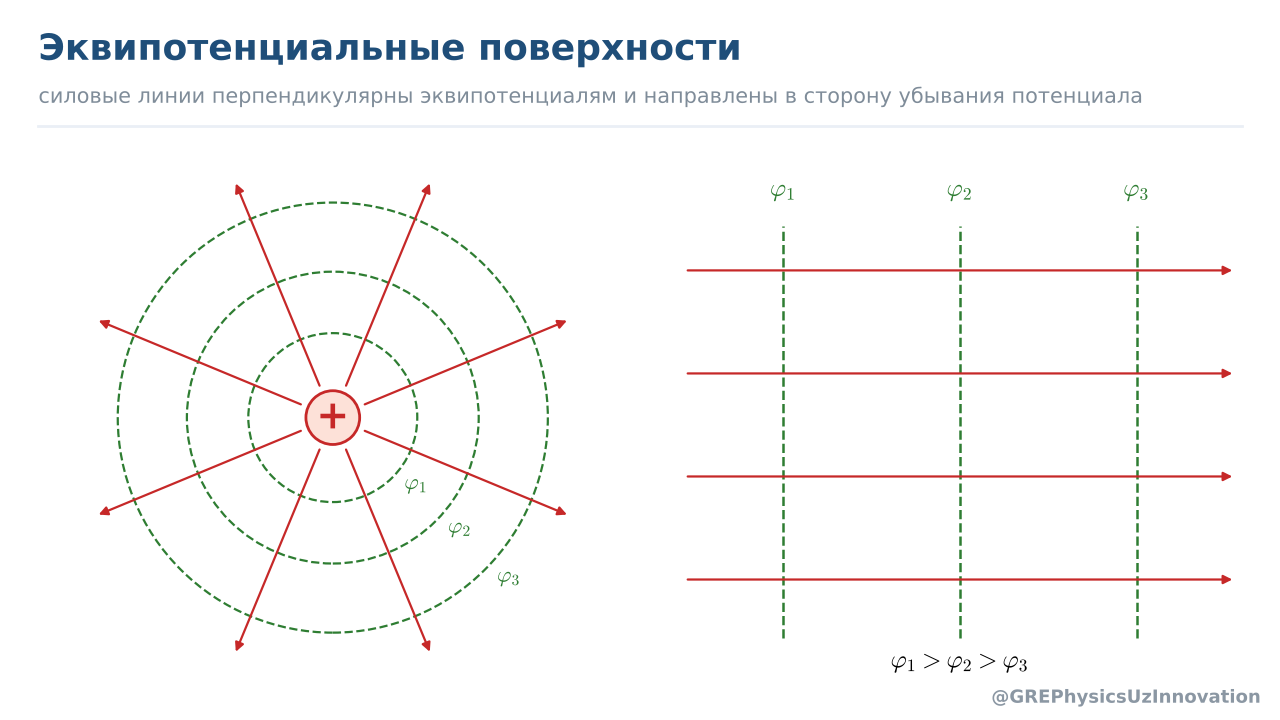 Эквипотенциальные поверхности
силовые линии перпендикулярны эквипотенциалям и направлены в сторону убывания потенциала
φ₁ φ₂ φ₃
+
φ₁
φ₂
φ₃
φ₁ > φ₂ > φ₃
@GREPhysicsUzInnovation